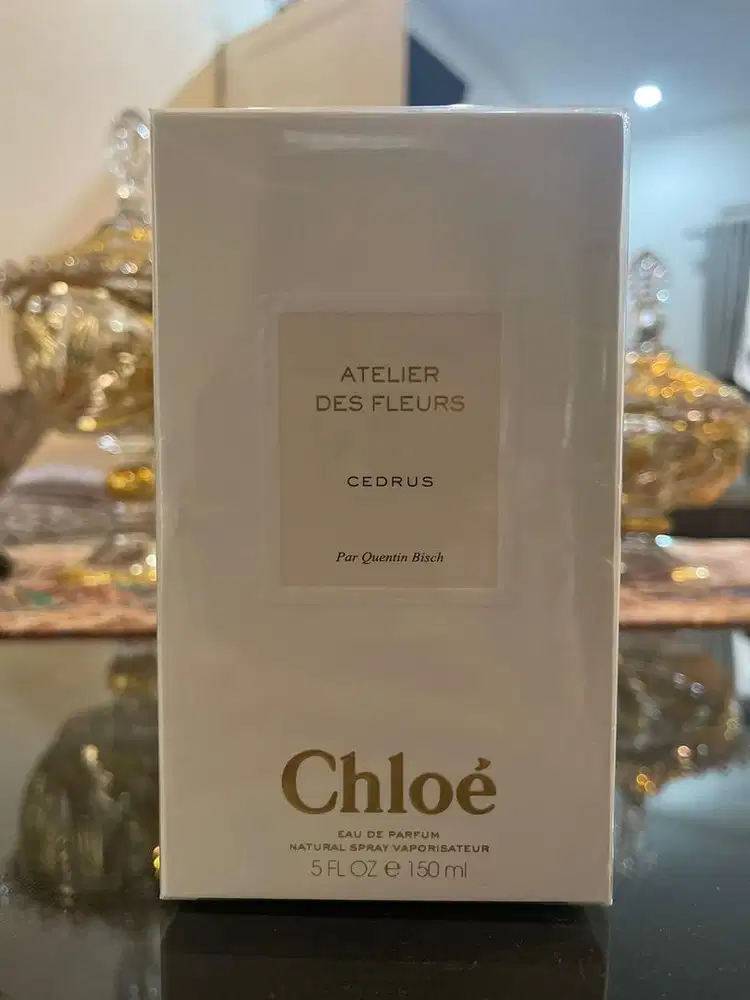 ATELIER
DES FLEURS
CEDRUS
Par Quentin Bisch
Chloé
EAU DE PARFUM
NATURAL SPRAY VAPORISATEUR
5 FL OZ ℮ 150 ml